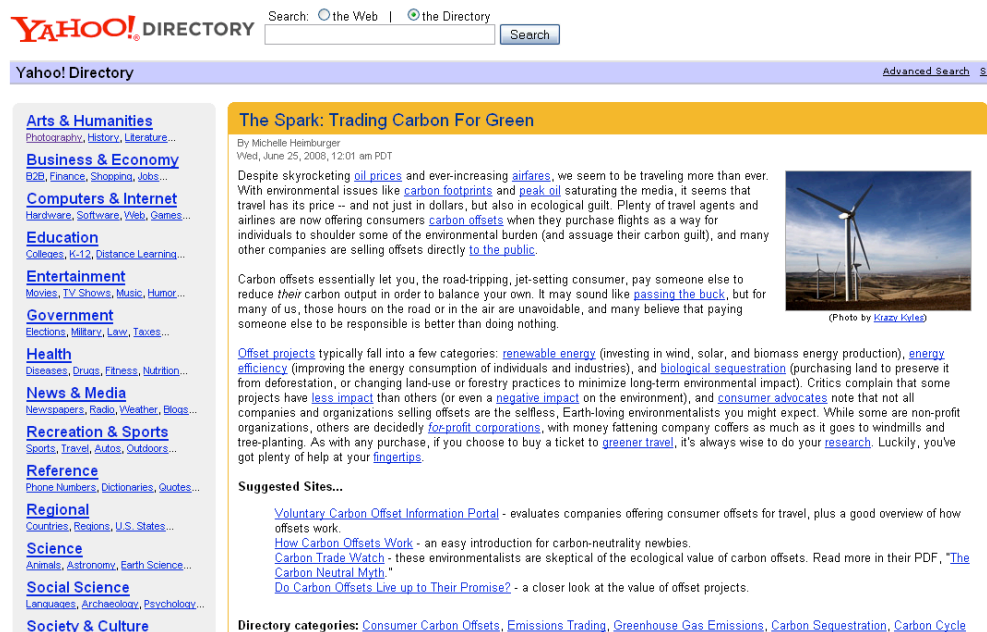 YAHOO! DIRECTORY
Search: the Web | the Directory
Search
Yahoo! Directory
Advanced Search
Arts & Humanities
Photography, History, Literature...
Business & Economy
B2B, Finance, Shopping, Jobs...
Computers & Internet
Hardware, Software, Web, Games...
Education
Colleges, K-12, Distance Learning...
Entertainment
Movies, TV Shows, Music, Humor...
Government
Elections, Military, Law, Taxes...
Health
Diseases, Drugs, Fitness, Nutrition...
News & Media
Newspapers, Radio, Weather, Blogs...
Recreation & Sports
Sports, Travel, Autos, Outdoors...
Reference
Phone Numbers, Dictionaries, Quotes...
Regional
Countries, Regions, U.S. States...
Science
Animals, Astronomy, Earth Science...
Social Science
Languages, Archaeology, Psychology...
Society & Culture
The Spark: Trading Carbon For Green
By Michelle Heimburger
Wed, June 25, 2008, 12:01 am PDT
Despite skyrocketing oil prices and ever-increasing airfares, we seem to be traveling more than ever.
With environmental issues like carbon footprints and peak oil saturating the media, it seems that
travel has its price -- and not just in dollars, but also in ecological guilt. Plenty of travel agents and
airlines are now offering consumers carbon offsets when they purchase flights as a way for
individuals to shoulder some of the environmental burden (and assuage their carbon guilt), and many
other companies are selling offsets directly to the public.
(Photo by Krazy Kyles)
Carbon offsets essentially let you, the road-tripping, jet-setting consumer, pay someone else to
reduce their carbon output in order to balance your own. It may sound like passing the buck, but for
many of us, those hours on the road or in the air are unavoidable, and many believe that paying
someone else to be responsible is better than doing nothing.
Offset projects typically fall into a few categories: renewable energy (investing in wind, solar, and biomass energy production), energy
efficiency (improving the energy consumption of individuals and industries), and biological sequestration (purchasing land to preserve it
from deforestation, or changing land-use or forestry practices to minimize long-term environmental impact). Critics complain that some
projects have less impact than others (or even a negative impact on the environment), and consumer advocates note that not all
companies and organizations selling offsets are the selfless, Earth-loving environmentalists you might expect. While some are non-profit
organizations, others are decidedly for-profit corporations, with money fattening company coffers as much as it goes to windmills and
tree-planting. As with any purchase, if you choose to buy a ticket to greener travel, it's always wise to do your research. Luckily, you've
got plenty of help at your fingertips.
Suggested Sites...
Voluntary Carbon Offset Information Portal - evaluates companies offering consumer offsets for travel, plus a good overview of how
offsets work.
How Carbon Offsets Work - an easy introduction for carbon-neutrality newbies.
Carbon Trade Watch - these environmentalists are skeptical of the ecological value of carbon offsets. Read more in their PDF, "The
Carbon Neutral Myth."
Do Carbon Offsets Live up to Their Promise? - a closer look at the value of offset projects.
Directory categories: Consumer Carbon Offsets, Emissions Trading, Greenhouse Gas Emissions, Carbon Sequestration, Carbon Cycle